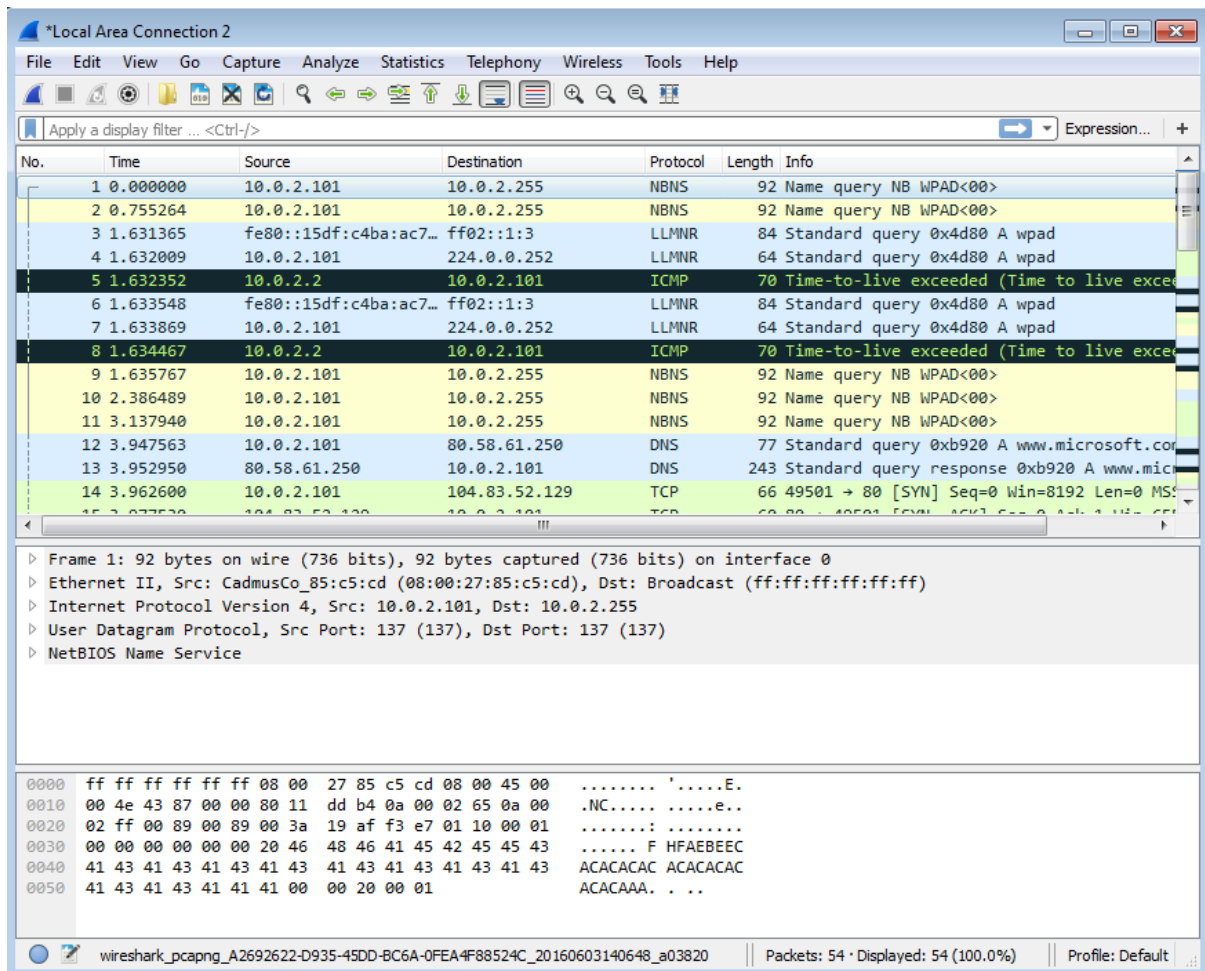 *Local Area Connection 2
File Edit View Go Capture Analyze Statistics Telephony Wireless Tools Help
Apply a display filter ... <Ctrl-/> Expression... +
No. Time Source Destination Protocol Length Info
1 0.000000 10.0.2.101 10.0.2.255 NBNS 92 Name query NB WPAD<00>
2 0.755264 10.0.2.101 10.0.2.255 NBNS 92 Name query NB WPAD<00>
3 1.631365 fe80::15df:c4ba:ac7… ff02::1:3 LLMNR 84 Standard query 0x4d80 A wpad
4 1.632009 10.0.2.101 224.0.0.252 LLMNR 64 Standard query 0x4d80 A wpad
5 1.632352 10.0.2.2 10.0.2.101 ICMP 70 Time-to-live exceeded (Time to live excee
6 1.633548 fe80::15df:c4ba:ac7… ff02::1:3 LLMNR 84 Standard query 0x4d80 A wpad
7 1.633869 10.0.2.101 224.0.0.252 LLMNR 64 Standard query 0x4d80 A wpad
8 1.634467 10.0.2.2 10.0.2.101 ICMP 70 Time-to-live exceeded (Time to live excee
9 1.635767 10.0.2.101 10.0.2.255 NBNS 92 Name query NB WPAD<00>
10 2.386489 10.0.2.101 10.0.2.255 NBNS 92 Name query NB WPAD<00>
11 3.137940 10.0.2.101 10.0.2.255 NBNS 92 Name query NB WPAD<00>
12 3.947563 10.0.2.101 80.58.61.250 DNS 77 Standard query 0xb920 A www.microsoft.com
13 3.952950 80.58.61.250 10.0.2.101 DNS 243 Standard query response 0xb920 A www.mic
14 3.962600 10.0.2.101 104.83.52.129 TCP 66 49501 → 80 [SYN] Seq=0 Win=8192 Len=0 MSS
Frame 1: 92 bytes on wire (736 bits), 92 bytes captured (736 bits) on interface 0
Ethernet II, Src: CadmusCo_85:c5:cd (08:00:27:85:c5:cd), Dst: Broadcast (ff:ff:ff:ff:ff:ff)
Internet Protocol Version 4, Src: 10.0.2.101, Dst: 10.0.2.255
User Datagram Protocol, Src Port: 137 (137), Dst Port: 137 (137)
NetBIOS Name Service
0000 ff ff ff ff ff ff 08 00 27 85 c5 cd 08 00 45 00 ........ '.....E.
0010 00 4e 43 87 00 00 80 11 dd b4 0a 00 02 65 0a 00 .NC..... .....e..
0020 02 ff 00 89 00 89 00 3a 19 af f3 e7 01 10 00 01 .......: ........
0030 00 00 00 00 00 00 20 46 48 46 41 45 42 45 45 43 ...... F HFAEBEEC
0040 41 43 41 43 41 43 41 43 41 43 41 43 41 43 41 43 ACACACAC ACACACAC
0050 41 43 41 43 41 41 41 00 00 20 00 01 ACACAAA. . ..
wireshark_pcapng_A2692622-D935-45DD-BC6A-0FEA4F88524C_20160603140648_a03820 Packets: 54 · Displayed: 54 (100.0%) Profile: Default